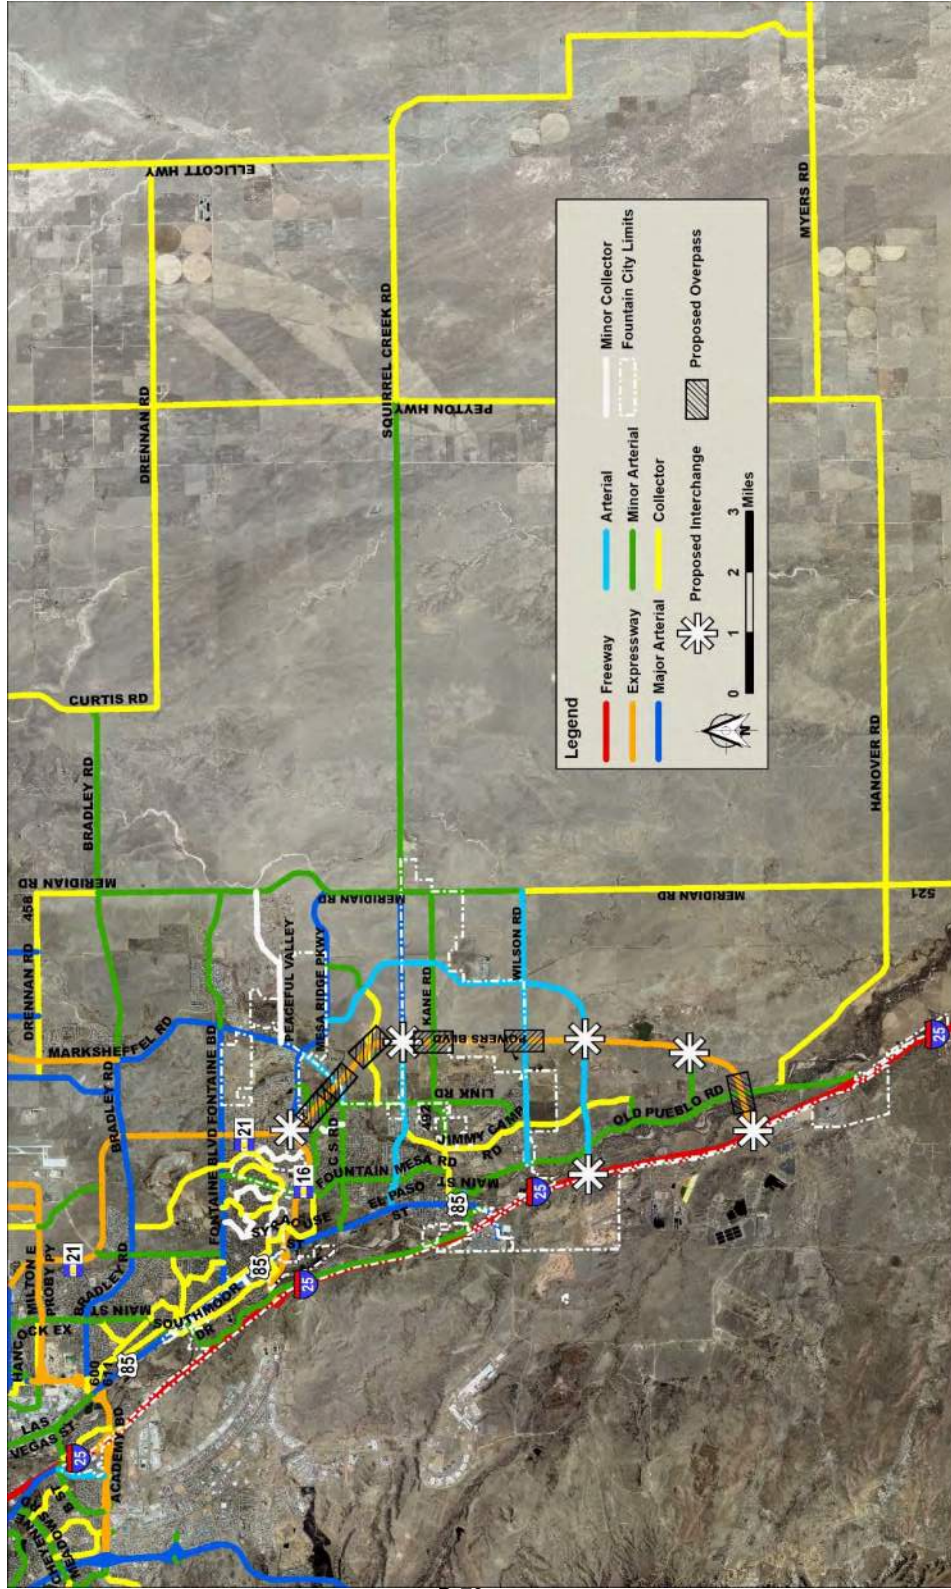 ELLICOTT HWY
DRENNAN RD
SQUIRREL CREEK RD
PEYTON HWY
MYERS RD
CURTIS RD
BRADLEY RD
HANOVER RD
MERIDIAN RD
458
DRENNAN RD
MERIDIAN RD
MERIDIAN RD
521
PEACEFUL VALLEY
MESA RIDGE PKWY
KANE RD
WILSON RD
MARKSHEFFEL RD
BRADLEY RD
FONTAINE BLVD
FONTAINE BLVD
POWERS BLVD
LINK RD
492
JIMMY CAMP
RD
OLD PUEBLO RD
C S RD
FOUNTAIN MESA RD
MAIN ST
EL PASO
ST
21
16
85
25
25
MILTON E
PROBY PY
21
BRADLEY RD
MAIN ST
HANCOCK EX
SOUTHMOOR
DR
85
25
600
611
85
LAS
VEGAS ST
ACADEMY BD
25
B ST
Legend
Freeway
Expressway
Major Arterial
Arterial
Minor Arterial
Collector
Minor Collector
Fountain City Limits
Proposed Interchange
Proposed Overpass
N
0 1 2 3
Miles